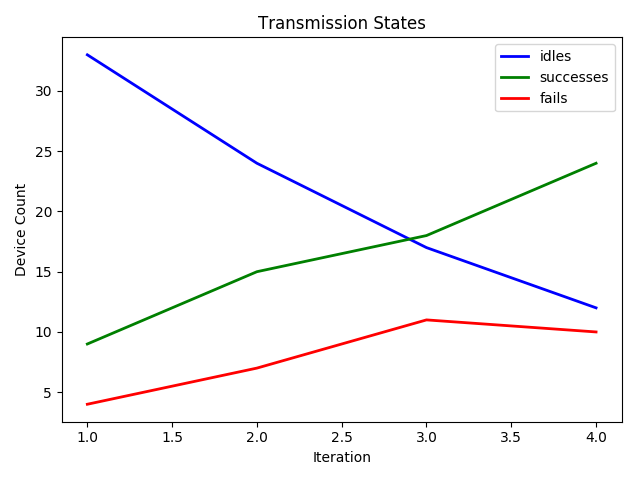 Transmission States
idles
successes
fails
Device Count
30
25
20
15
10
5
1.0 1.5 2.0 2.5 3.0 3.5 4.0
Iteration